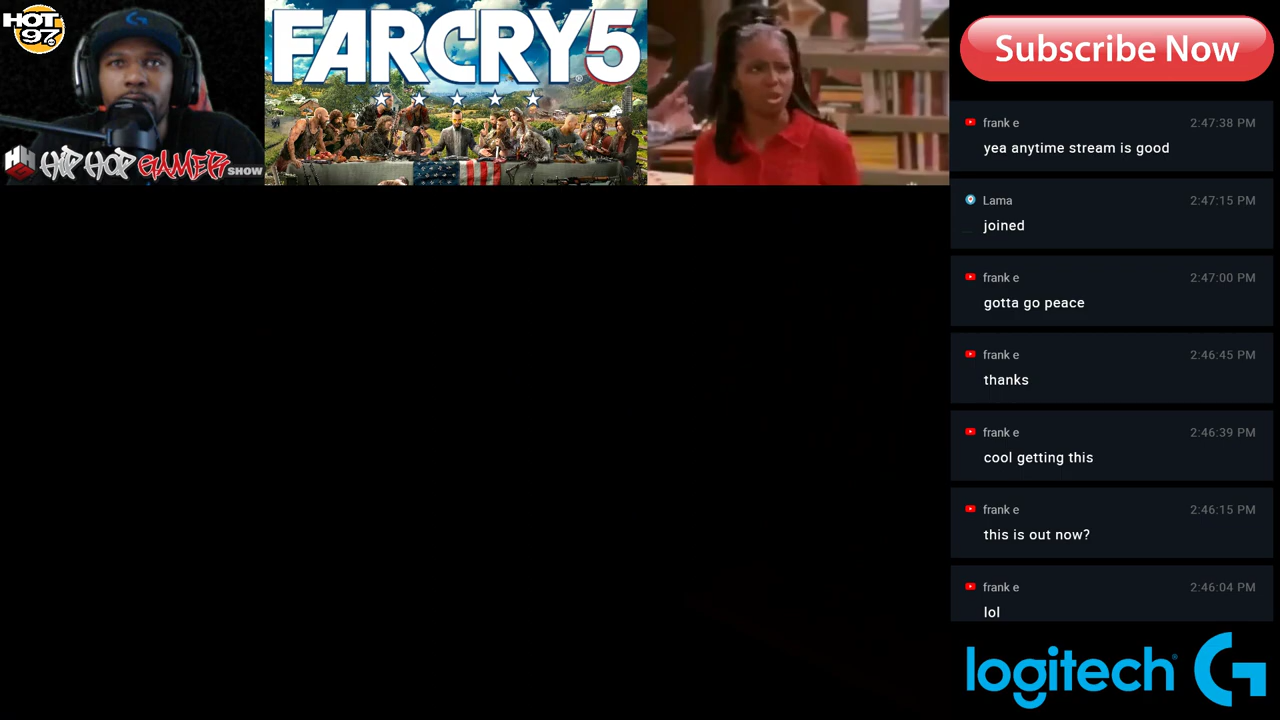 HOT
97
HIP HOP GAMER SHOW
FARCRY5
Subscribe Now
frank e 2:47:38 PM
yea anytime stream is good
Lama 2:47:15 PM
joined
frank e 2:47:00 PM
gotta go peace
frank e 2:46:45 PM
thanks
frank e 2:46:39 PM
cool getting this
frank e 2:46:15 PM
this is out now?
frank e 2:46:04 PM
lol
logitech G